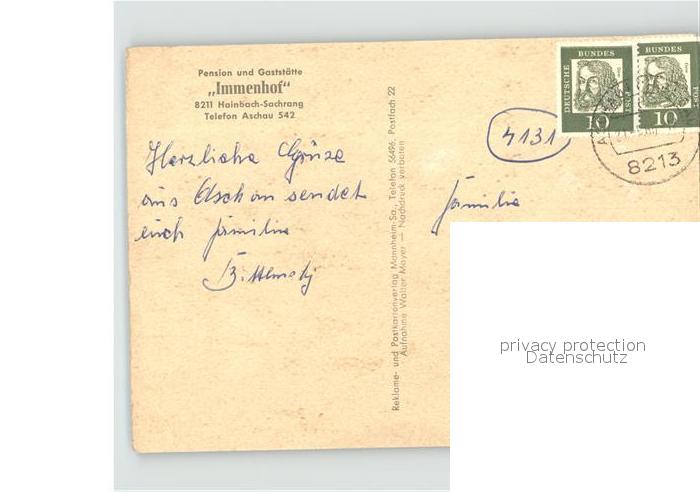 Pension und Gaststätte
„Immenhof"
8211 Hainbach-Sachrang
Telefon Aschau 542
Herzliche Grüße
aus Aschau sendet
euch Familie
Reklame- und Postkartenverlag Mannheim-Sa., Telefon 56496, Postfach 22
Aufnahme Walter Mayer — Nachdruck verboten
DEUTSCHE BUNDESPOST
10
BUNDES
10
8213
4131
Familie
privacy protection
Datenschutz